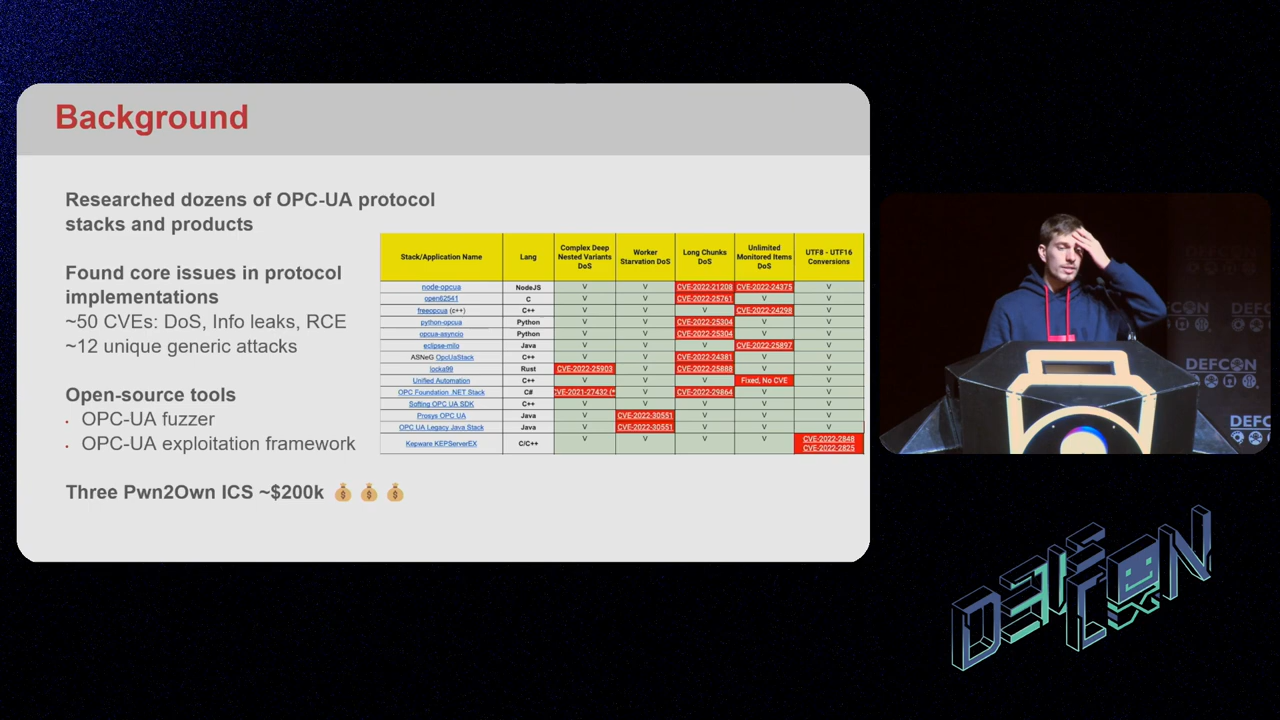 Background
Researched dozens of OPC-UA protocol
stacks and products
Found core issues in protocol
implementations
~50 CVEs: DoS, Info leaks, RCE
~12 unique generic attacks
Open-source tools
· OPC-UA fuzzer
· OPC-UA exploitation framework
Three Pwn2Own ICS ~$200k
Stack/Application Name Lang Complex Deep Nested Variants DoS Worker Starvation DoS Long Chunks DoS Unlimited Monitored Items DoS UTF8 - UTF16 Conversions
node-opcua NodeJS V V CVE-2022-21208 CVE-2022-24375 V
open62541 C V V CVE-2022-25761 V V
freeopcua (c++) C++ V V V CVE-2022-24298 V
python-opcua Python V V CVE-2022-25304 V V
opcua-asyncio Python V V CVE-2022-25304 V V
eclipse-milo Java V V V CVE-2022-25897 V
ASNeG OpcUaStack C++ V V CVE-2022-24381 V V
locka99 Rust CVE-2022-25903 V CVE-2022-25888 V V
Unified Automation C++ V V V Fixed, No CVE V
OPC Foundation .NET Stack C# CVE-2021-27432 (* V CVE-2022-29864 V V
Softing OPC UA SDK C++ V V V V V
Prosys OPC UA Java V CVE-2022-30551 V V V
OPC UA Legacy Java Stack Java V CVE-2022-30551 V V V
Kepware KEPServerEX C/C++ V V V V CVE-2022-2848
CVE-2022-2825
DEFCON
DEFCON
DEFCON
DEFCON